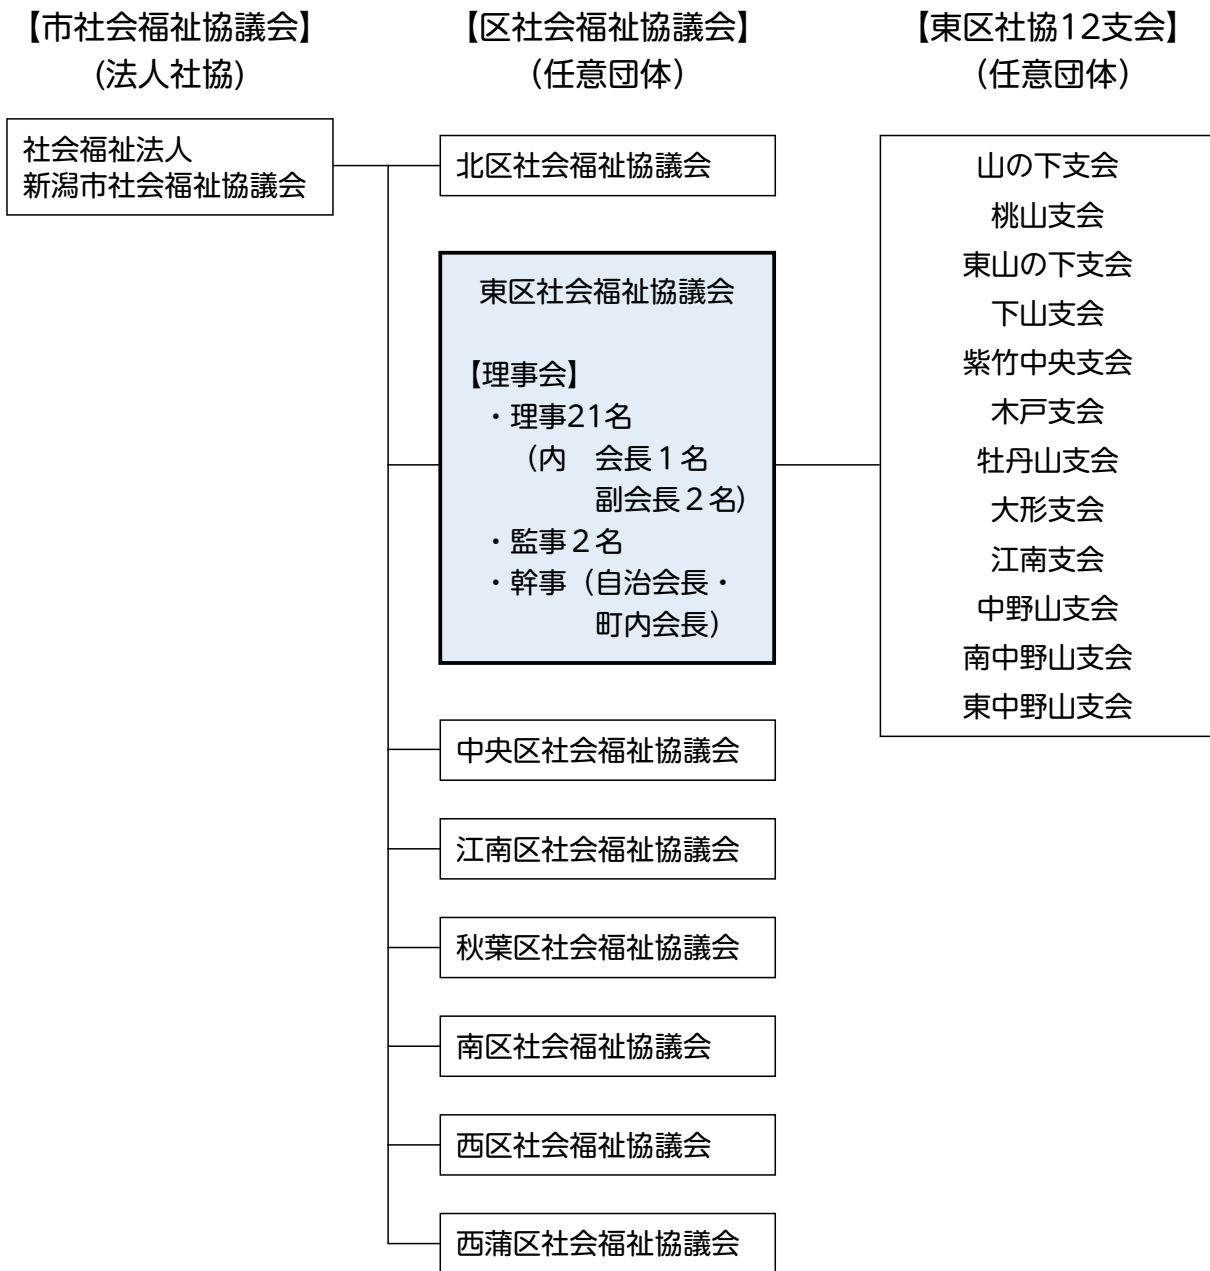 【市社会福祉協議会】
(法人社協)
【区社会福祉協議会】
(任意団体)
【東区社協12支会】
(任意団体)
社会福祉法人
新潟市社会福祉協議会
北区社会福祉協議会
東区社会福祉協議会
【理事会】
・理事21名
(内　会長１名
副会長２名)
・監事２名
・幹事（自治会長・
町内会長）
中央区社会福祉協議会
江南区社会福祉協議会
秋葉区社会福祉協議会
南区社会福祉協議会
西区社会福祉協議会
西蒲区社会福祉協議会
山の下支会
桃山支会
東山の下支会
下山支会
紫竹中央支会
木戸支会
牡丹山支会
大形支会
江南支会
中野山支会
南中野山支会
東中野山支会